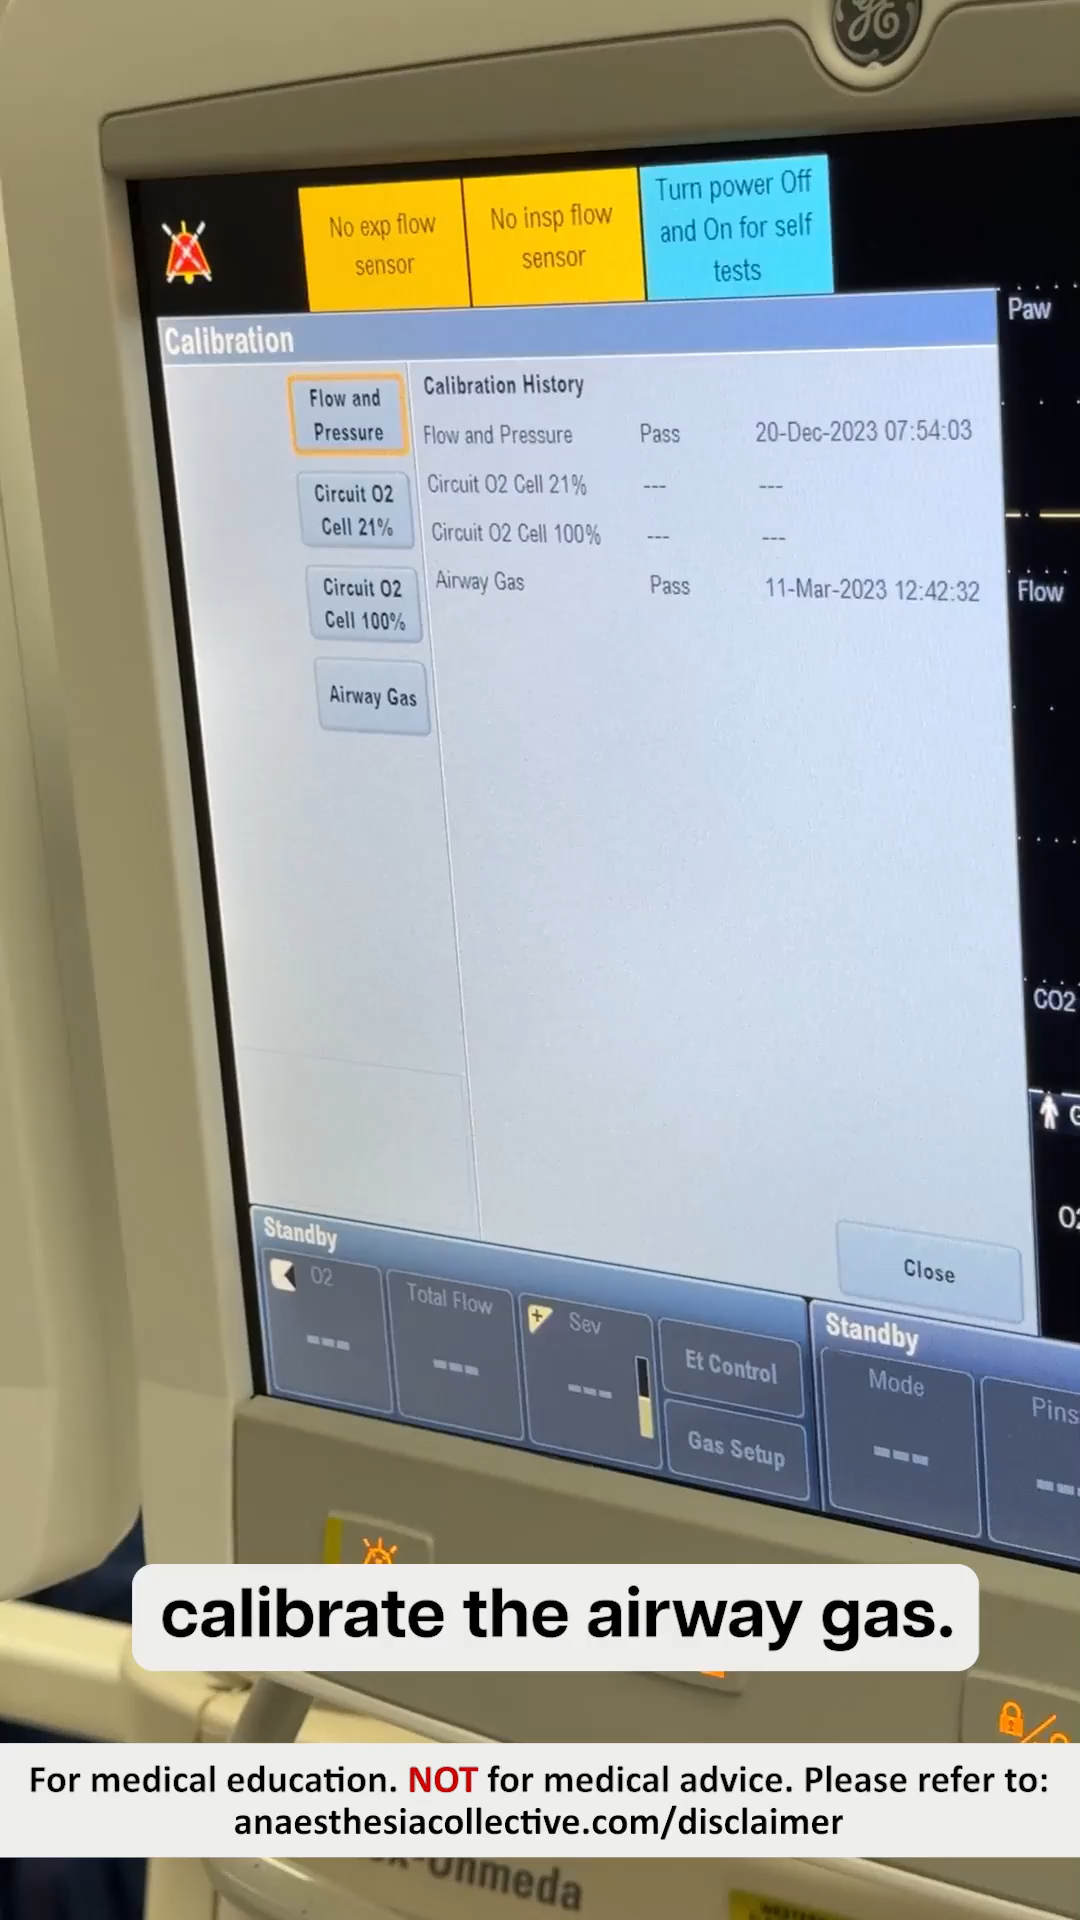 No exp flow
sensor
No insp flow
sensor
Turn power Off
and On for self
tests
Paw
Calibration
Flow and
Pressure
Calibration History
Flow and Pressure Pass 20-Dec-2023 07:54:03
Circuit O2
Cell 21%
Circuit O2 Cell 21% --- ---
Circuit O2 Cell 100% --- ---
Circuit O2
Cell 100%
Airway Gas Pass 11-Mar-2023 12:42:32
Flow
Airway Gas
CO2
Close
Standby
O2
---
Total Flow
---
Sev
---
Et Control
Gas Setup
Standby
Mode
---
Pins
calibrate the airway gas.
For medical education. NOT for medical advice. Please refer to:
anaesthesiacollective.com/disclaimer
-Ohmeda